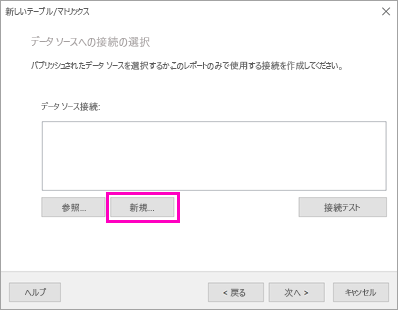 新しいテーブル/マトリックス
データ ソースへの接続の選択
パブリッシュされたデータ ソースを選択するか、このレポートのみで使用する接続を作成してください。
データ ソース接続:
参照... 新規... 接続テスト
ヘルプ < 戻る 次へ > キャンセル